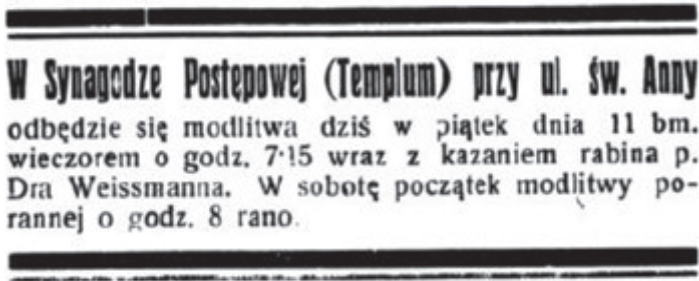 W Synagodze Postępowej (Templum) przy ul. św. Anny
odbędzie się modlitwa dziś w piątek dnia 11 bm.
wieczorem o godz. 7·15 wraz z kazaniem rabina p.
Dra Weissmanna. W sobotę początek modlitwy po-
rannej o godz. 8 rano.